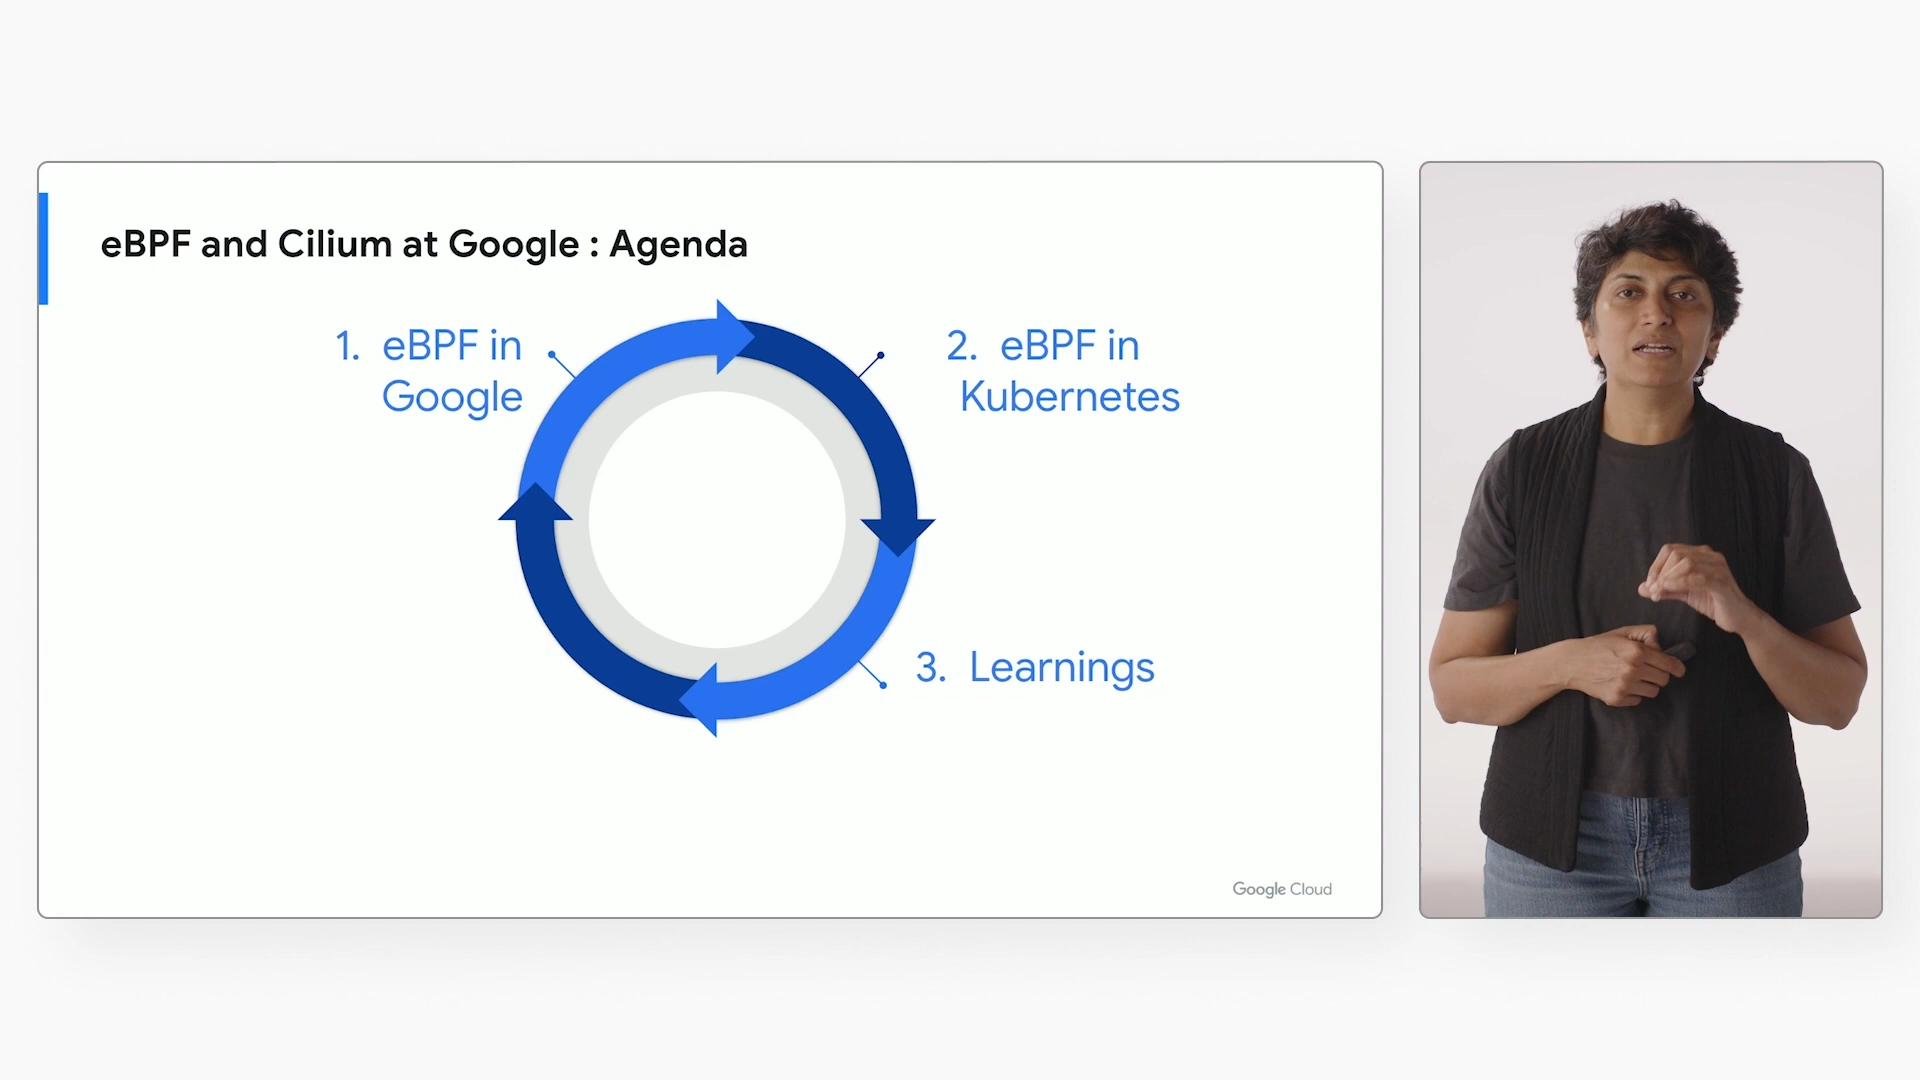 eBPF and Cilium at Google : Agenda
1. eBPF in
Google
2. eBPF in
Kubernetes
3. Learnings
Google Cloud